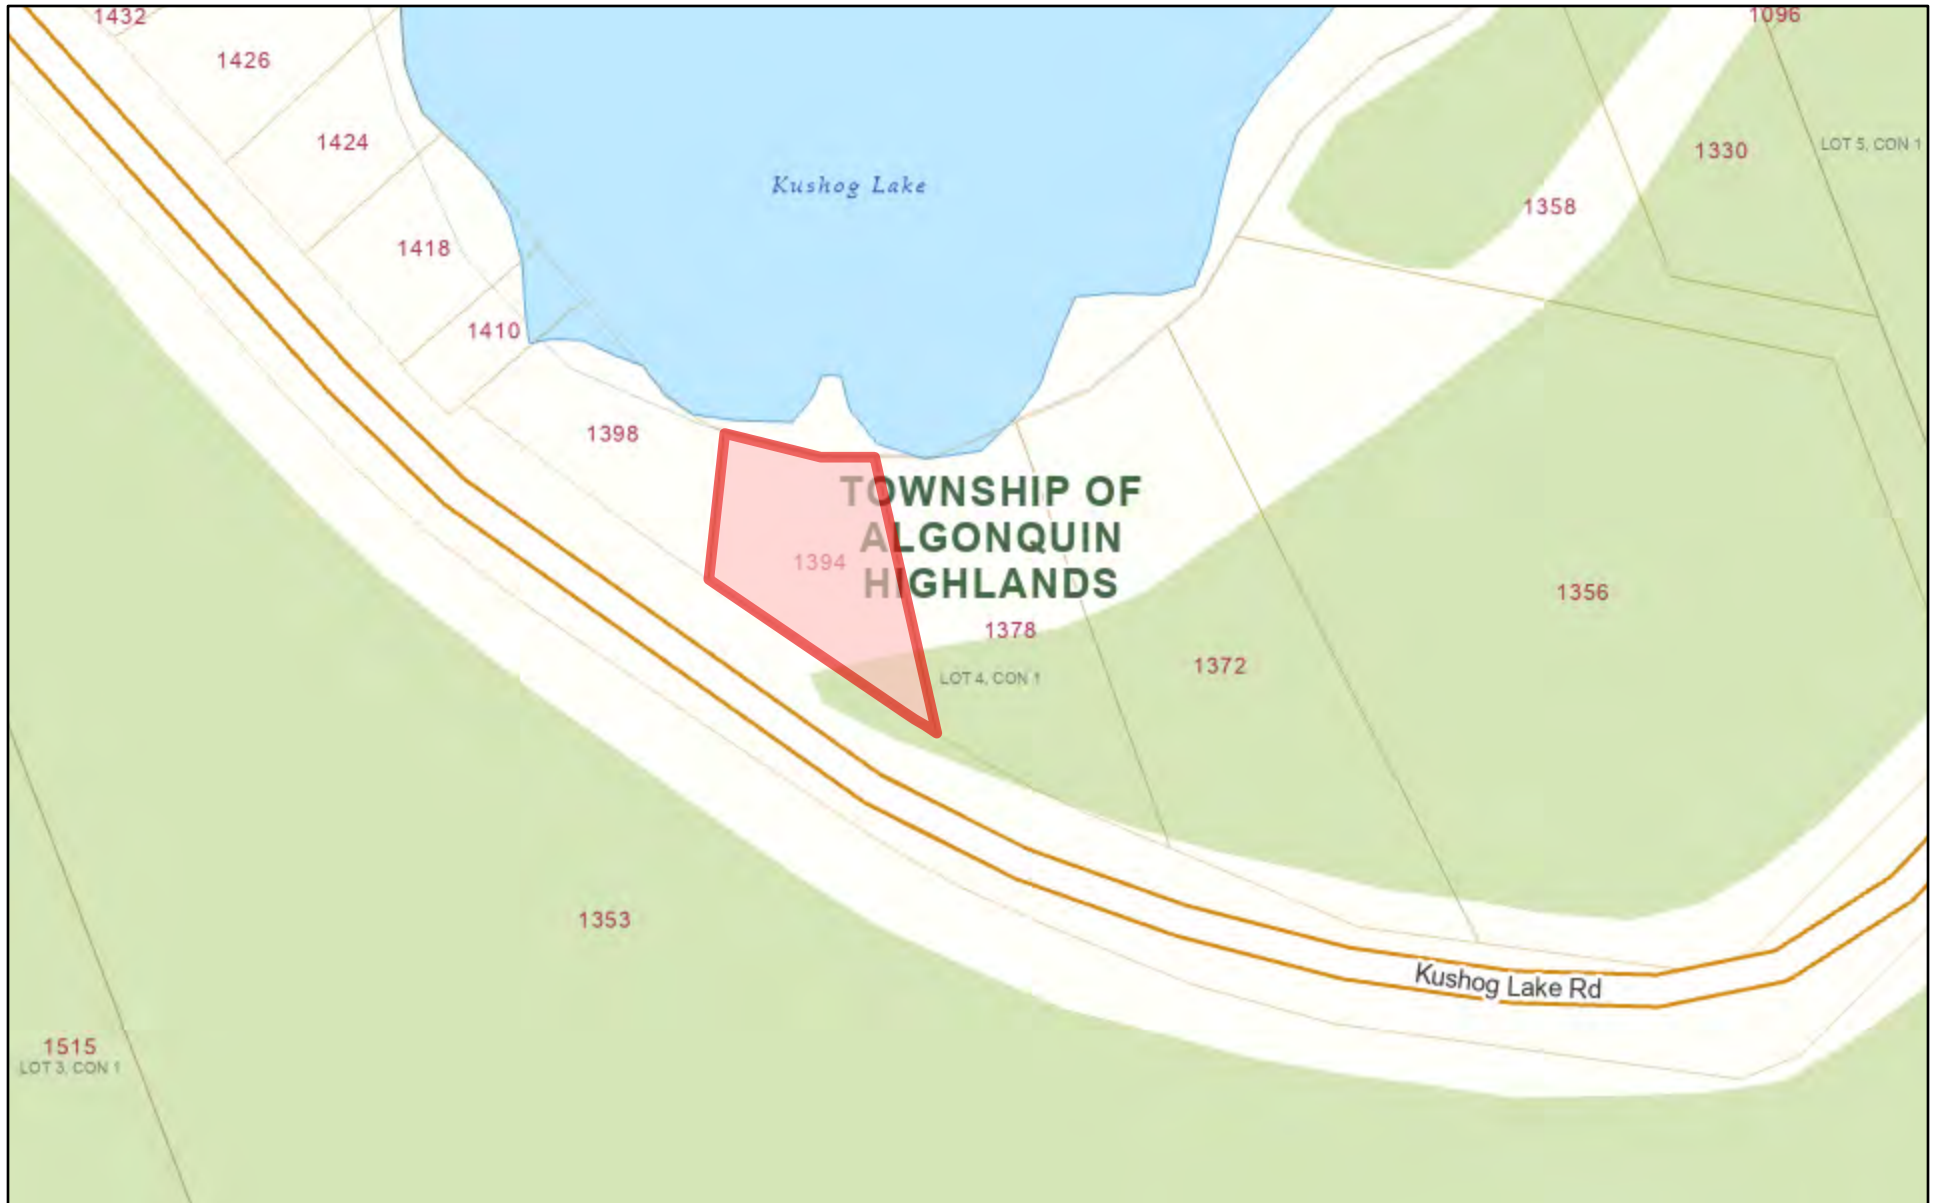 1432
1096
1426
1424
1330
LOT 5, CON 1
Kushog Lake
1358
1418
1410
1398
TOWNSHIP OF
ALGONQUIN
HIGHLANDS
1394
1356
1378
1372
LOT 4, CON 1
1353
Kushog Lake Rd
1515
LOT 3, CON 1